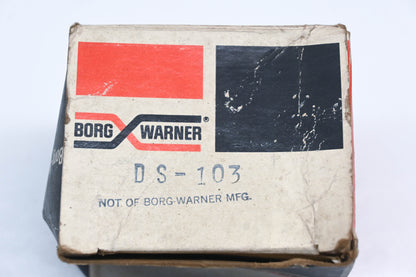 BORG WARNER®
DS-103
NOT OF BORG-WARNER MFG.